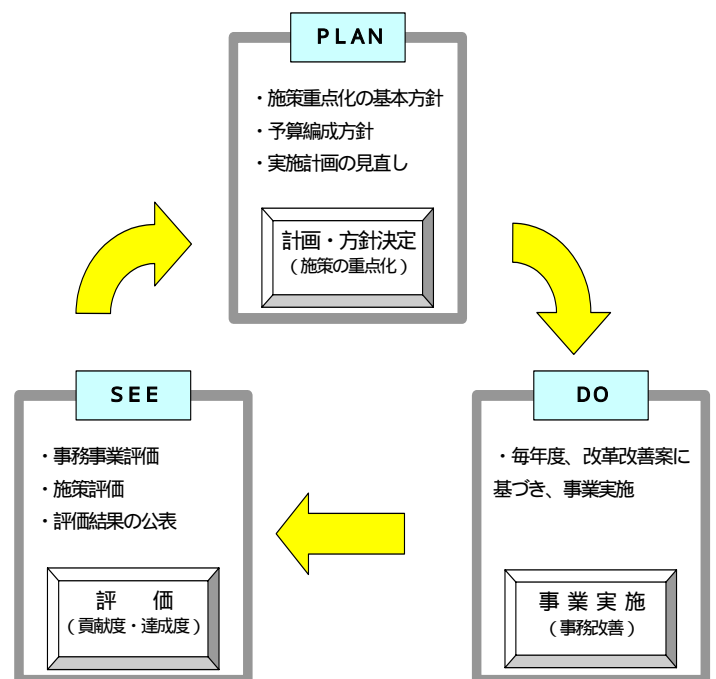 PLAN
・施策重点化の基本方針
・予算編成方針
・実施計画の見直し
計画・方針決定
（施策の重点化）
SEE
・事務事業評価
・施策評価
・評価結果の公表
評　価
（貢献度・達成度）
DO
・毎年度、改革改善案に
基づき、事業実施
事業実施
（事務改善）